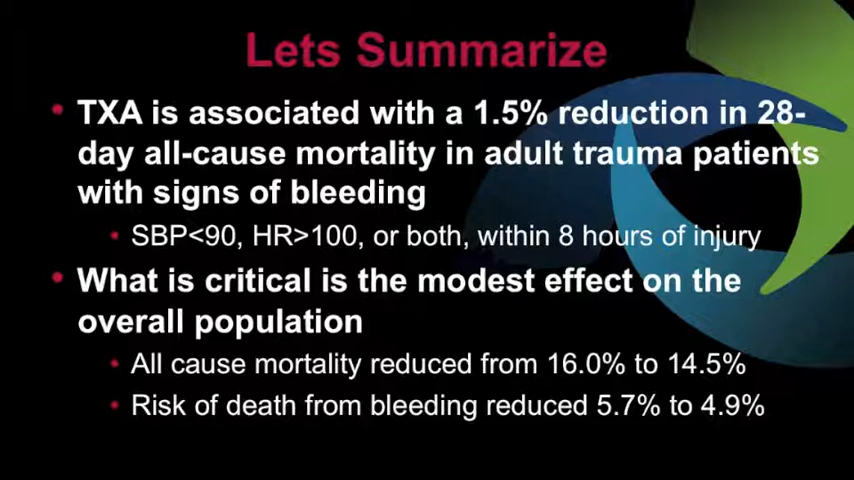 Lets Summarize
• TXA is associated with a 1.5% reduction in 28-
day all-cause mortality in adult trauma patients
with signs of bleeding
• SBP<90, HR>100, or both, within 8 hours of injury
• What is critical is the modest effect on the
overall population
• All cause mortality reduced from 16.0% to 14.5%
• Risk of death from bleeding reduced 5.7% to 4.9%